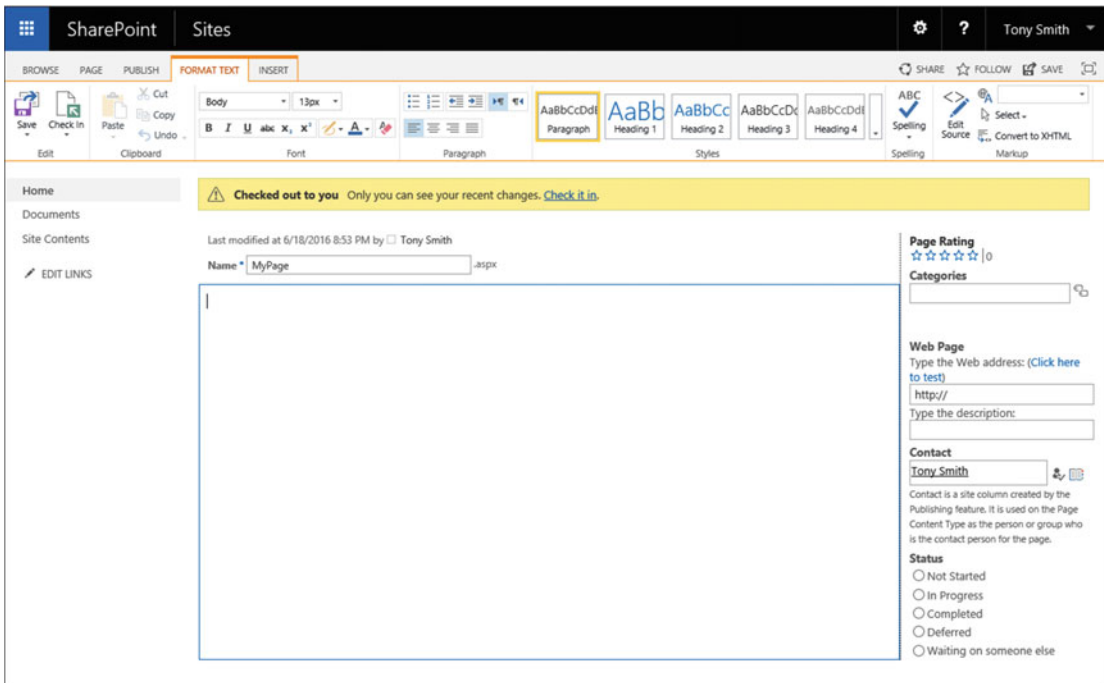 SharePoint Sites ? Tony Smith
BROWSE PAGE PUBLISH FORMAT TEXT INSERT SHARE FOLLOW SAVE
Save Check In Paste Cut Copy Undo
Body 13px
B I U abc x, x²
AaBbCcDdI AaBb AaBbCc AaBbCcDc AaBbCcDdI
Paragraph Heading 1 Heading 2 Heading 3 Heading 4
ABC Spelling Edit Source Select Convert to XHTML
Edit Clipboard Font Paragraph Styles Spelling Markup
Home
Documents
Site Contents
EDIT LINKS
Checked out to you Only you can see your recent changes. Check it in.
Last modified at 6/18/2016 8:53 PM by Tony Smith
Name * MyPage .aspx
Page Rating
0
Categories
Web Page
Type the Web address: (Click here
to test)
http://
Type the description:
Contact
Tony Smith
Contact is a site column created by the
Publishing feature. It is used on the Page
Content Type as the person or group who
is the contact person for the page.
Status
Not Started
In Progress
Completed
Deferred
Waiting on someone else